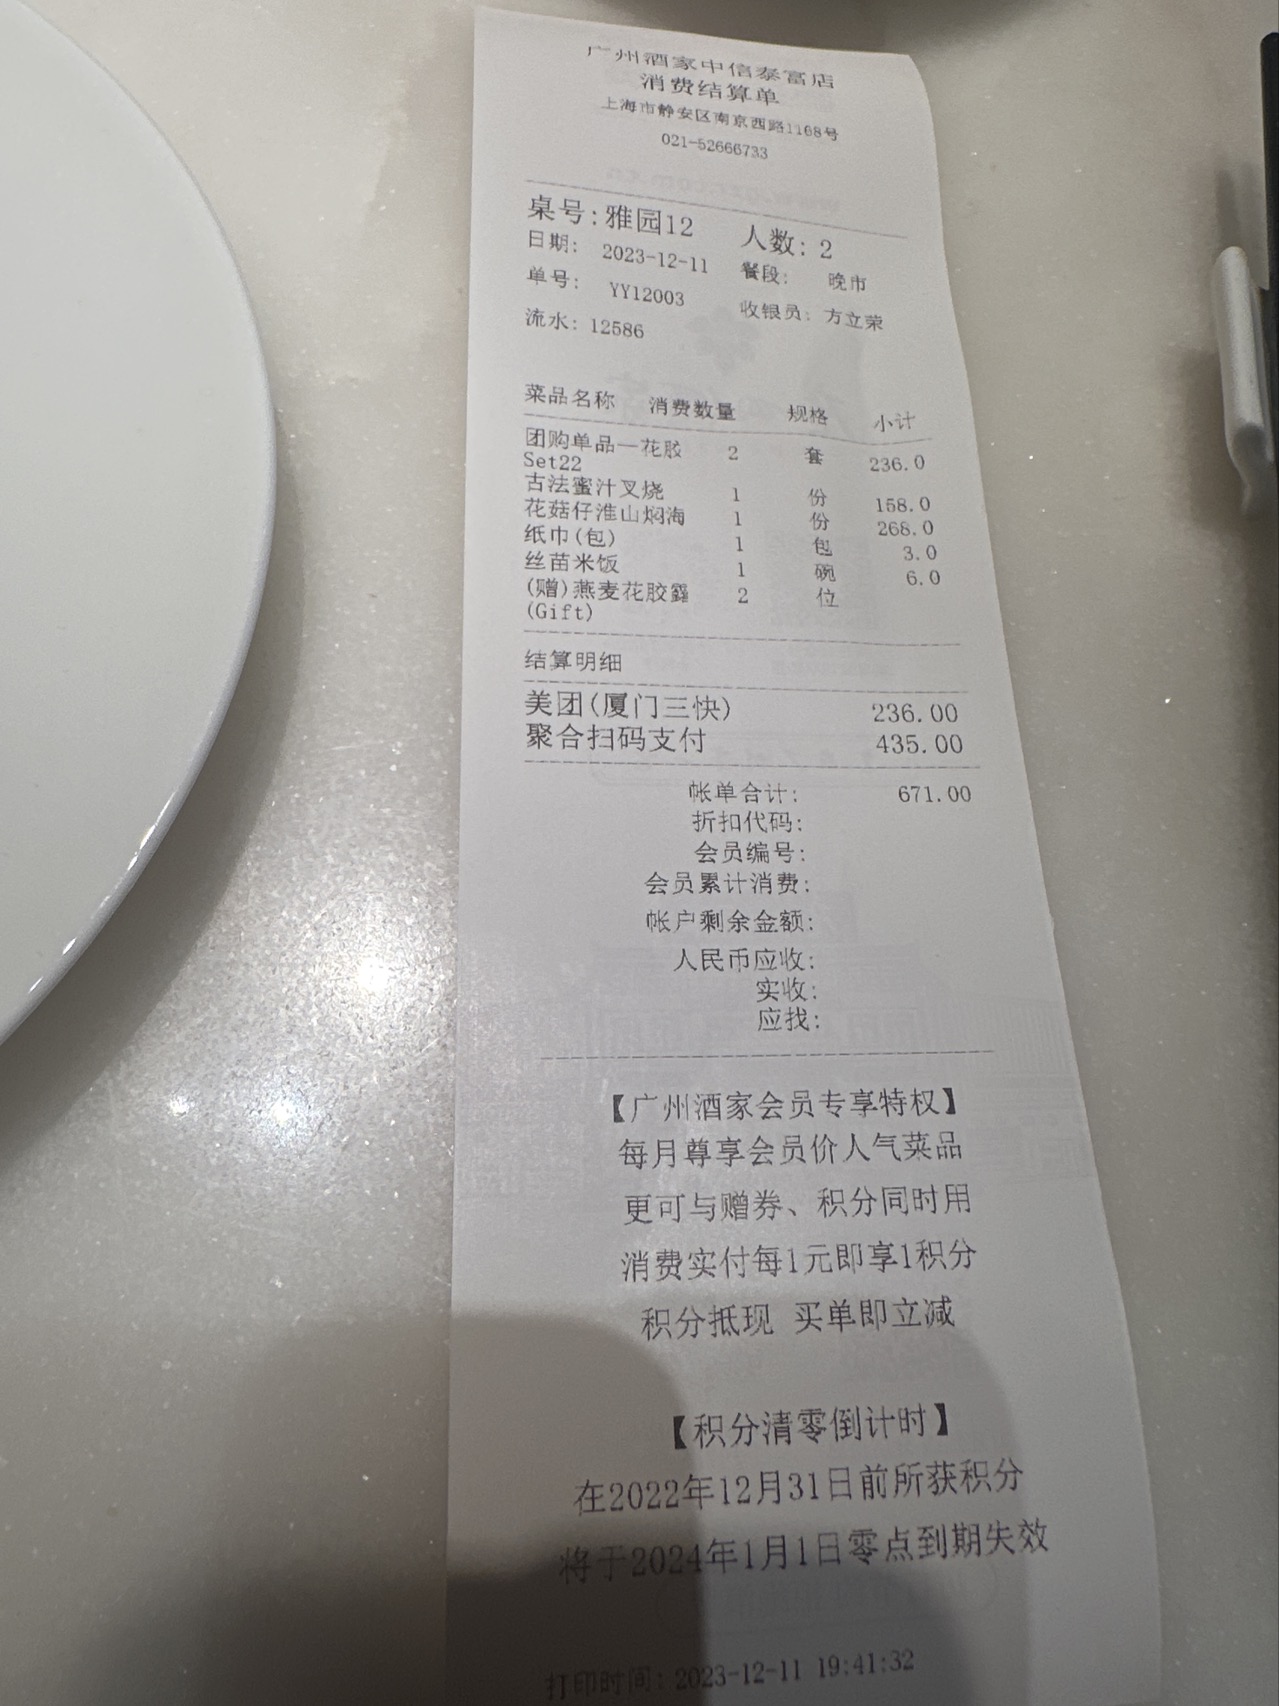 广州酒家中信泰富店
消费结算单
上海市静安区南京西路1168号
021-52666733
桌号:雅园12 人数: 2
日期: 2023-12-11 餐段: 晚市
单号: YY12003 收银员: 方立荣
流水: 12586
菜品名称 消费数量 规格 小计
团购单品—花胶 2 套 236.0
Set22
古法蜜汁叉烧 1 份 158.0
花菇仔淮山焖海 1 份 268.0
纸巾(包) 1 包 3.0
丝苗米饭 1 碗 6.0
(赠)燕麦花胶露 2 位
(Gift)
结算明细
美团(厦门三快) 236.00
聚合扫码支付 435.00
帐单合计: 671.00
折扣代码:
会员编号:
会员累计消费:
帐户剩余金额:
人民币应收:
实收:
应找:
【广州酒家会员专享特权】
每月尊享会员价人气菜品
更可与赠券、积分同时用
消费实付每1元即享1积分
积分抵现 买单即立减
【积分清零倒计时】
在2022年12月31日前所获积分
将于2024年1月1日零点到期失效
打印时间: 2023-12-11 19:41:32